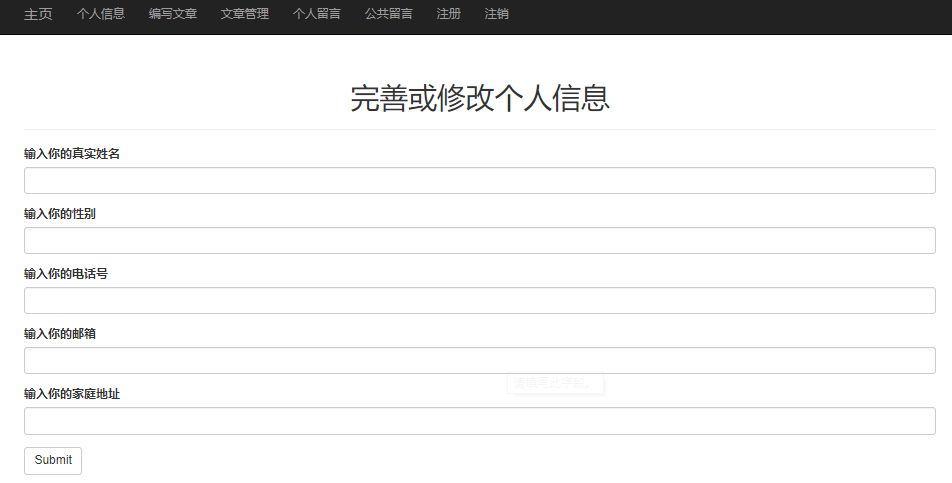 主页 个人信息 编写文章 文章管理 个人留言 公共留言 注册 注销
完善或修改个人信息
输入你的真实姓名
输入你的性别
输入你的电话号
输入你的邮箱
请填写此字段。
输入你的家庭地址
Submit